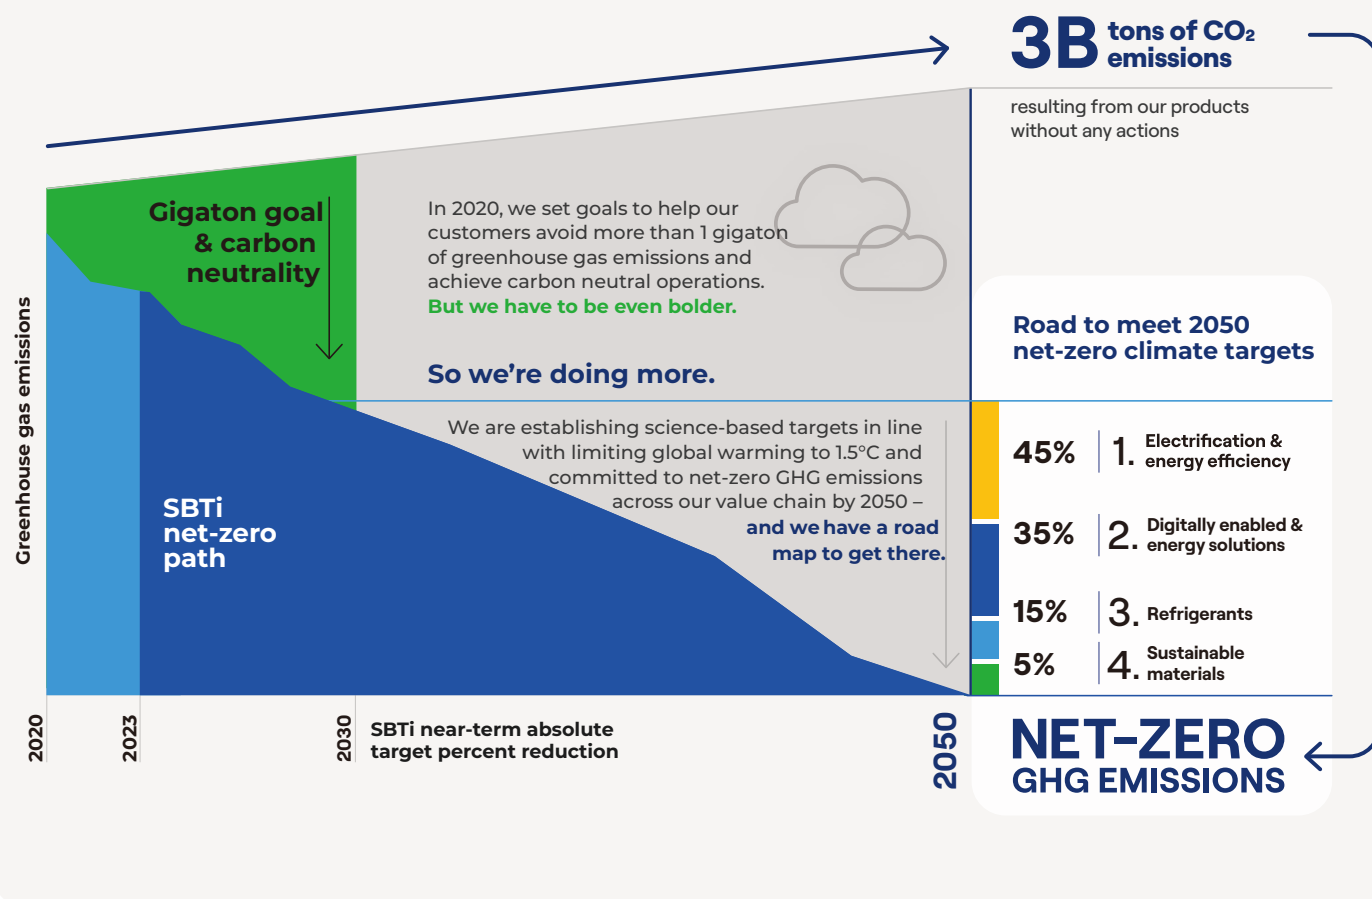 3B tons of CO₂
emissions
resulting from our products
without any actions
Gigaton goal
& carbon
neutrality
In 2020, we set goals to help our
customers avoid more than 1 gigaton
of greenhouse gas emissions and
achieve carbon neutral operations.
But we have to be even bolder.
So we’re doing more.
We are establishing science-based targets in line
with limiting global warming to 1.5°C and
committed to net-zero GHG emissions
across our value chain by 2050 –
and we have a road
map to get there.
Greenhouse gas emissions
SBTi
net-zero
path
Road to meet 2050
net-zero climate targets
45% 1. Electrification &
energy efficiency
35% 2. Digitally enabled &
energy solutions
15% 3. Refrigerants
5% 4. Sustainable
materials
2020
2023
2030
SBTi near-term absolute
target percent reduction
2050
NET–ZERO
GHG EMISSIONS